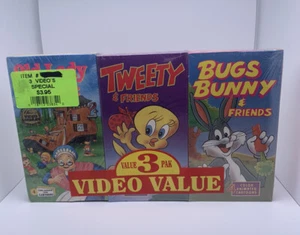 ITEM #
3 VIDEO'S
SPECIAL
$3.95
TWEETY
& FRIENDS
BUGS
BUNNY
&
FRIENDS
VALUE 3 PAK
VIDEO VALUE